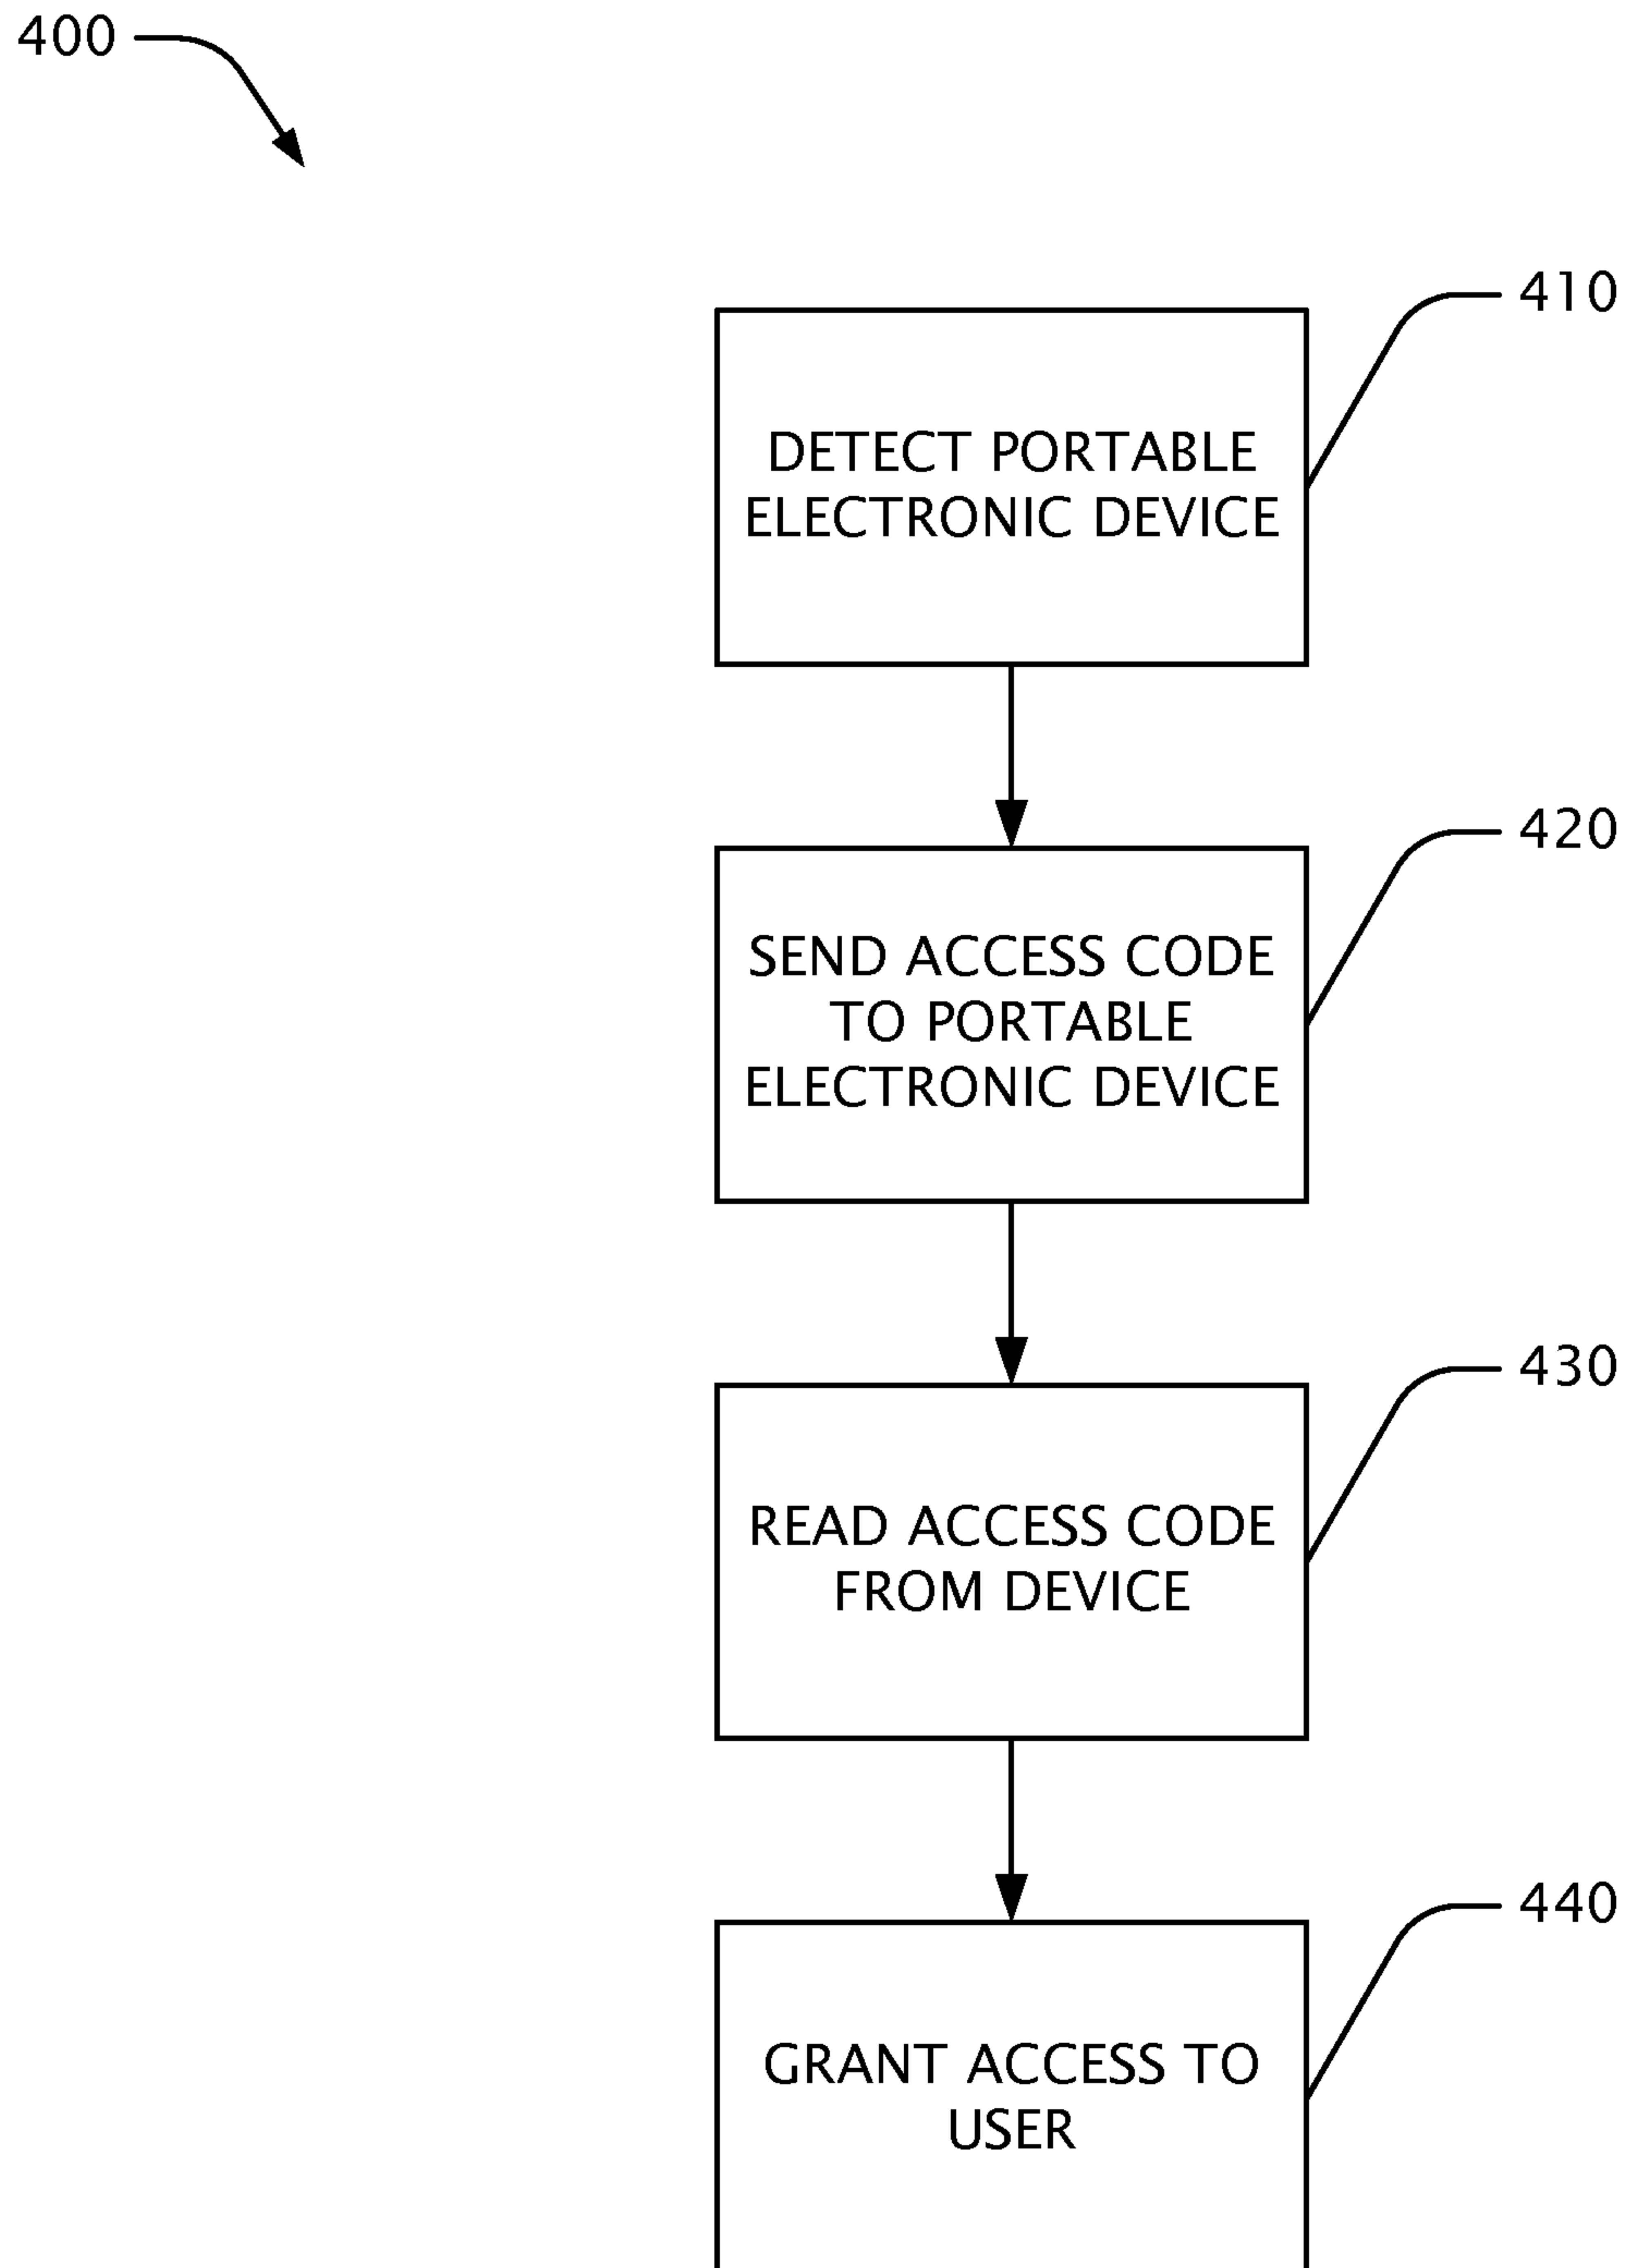 400
410
DETECT PORTABLE
ELECTRONIC DEVICE
420
SEND ACCESS CODE
TO PORTABLE
ELECTRONIC DEVICE
430
READ ACCESS CODE
FROM DEVICE
440
GRANT ACCESS TO
USER